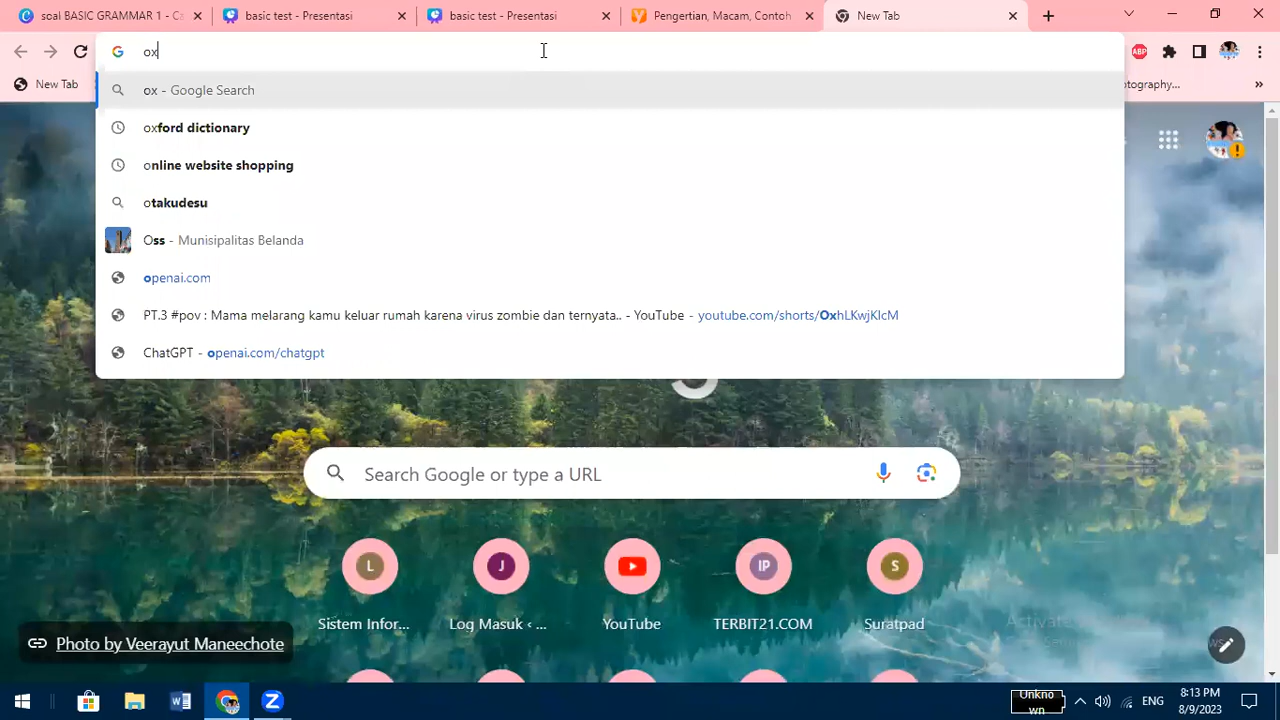 soal BASIC GRAMMAR 1 - Ca
basic test - Presentasi
basic test - Presentasi
Pengertian, Macam, Contoh
New Tab
ox
ABP
New Tab
otography...
»
ox - Google Search
oxford dictionary
online website shopping
otakudesu
Oss - Munisipalitas Belanda
openai.com
PT.3 #pov : Mama melarang kamu keluar rumah karena virus zombie dan ternyata.. - YouTube - youtube.com/shorts/OxhLKwjKlcM
ChatGPT - openai.com/chatgpt
Search Google or type a URL
L
J
IP
S
Sistem Infor...
Log Masuk ‹ ...
YouTube
TERBIT21.COM
Suratpad
Photo by Veerayut Maneechote
Unkno
wn
ENG
8:13 PM
8/9/2023